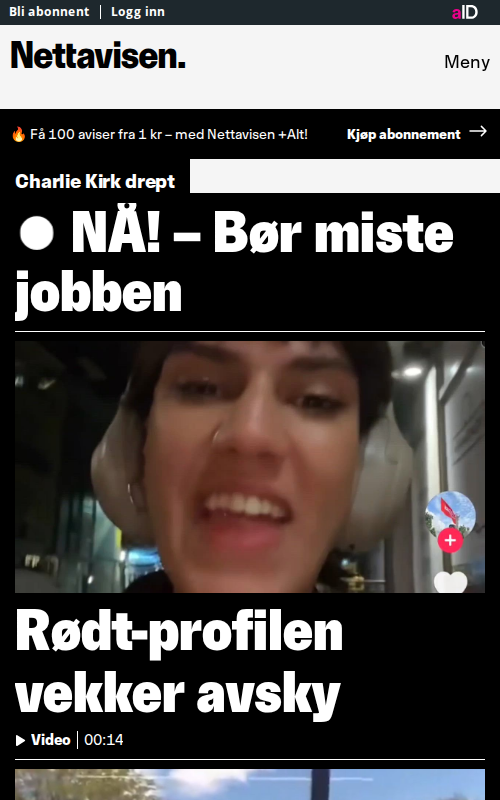 Bli abonnent | Logg inn
aID
Nettavisen.
Meny
🔥 Få 100 aviser fra 1 kr – med Nettavisen +Alt!
Kjøp abonnement →
Charlie Kirk drept
NÅ! – Bør miste
jobben
Rødt-profilen
vekker avsky
Video | 00:14